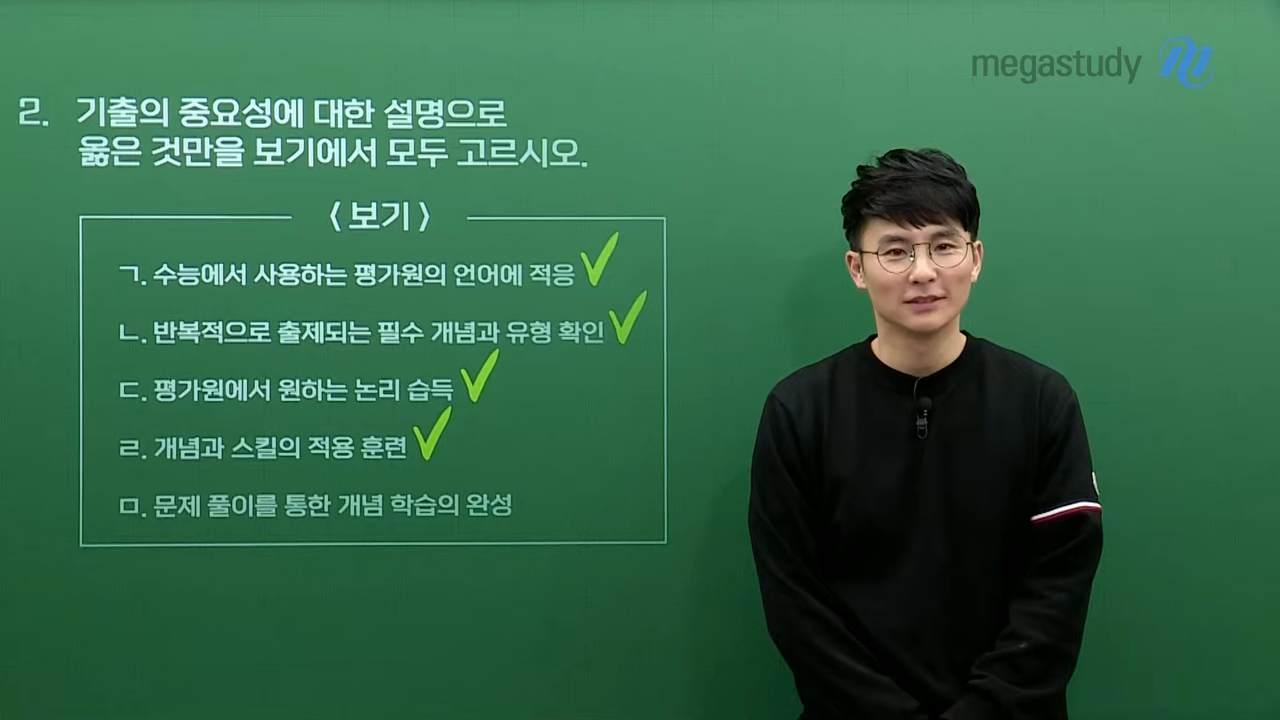 megastudy
2. 기출의 중요성에 대한 설명으로
옳은 것만을 보기에서 모두 고르시오.
〈보기〉
ㄱ. 수능에서 사용하는 평가원의 언어에 적응
ㄴ. 반복적으로 출제되는 필수 개념과 유형 확인
ㄷ. 평가원에서 원하는 논리 습득
ㄹ. 개념과 스킬의 적용 훈련
ㅁ. 문제 풀이를 통한 개념 학습의 완성